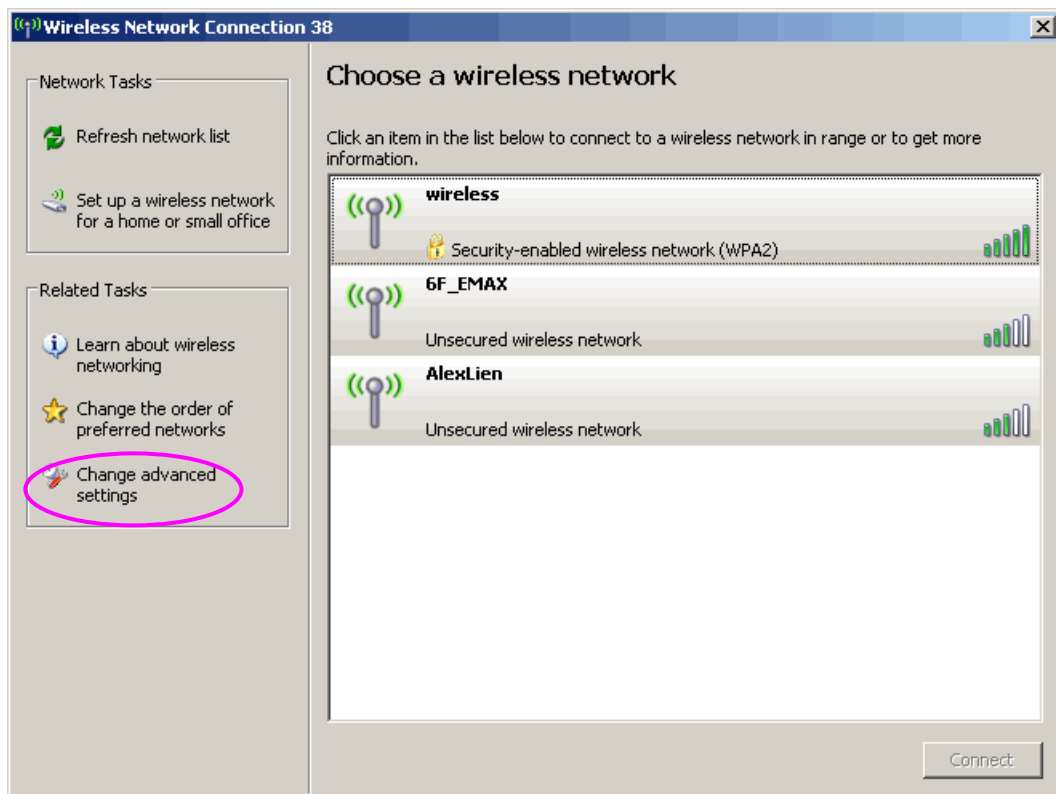 Wireless Network Connection 38
Network Tasks
Refresh network list
Set up a wireless network
for a home or small office
Related Tasks
Learn about wireless
networking
Change the order of
preferred networks
Change advanced
settings
Choose a wireless network
Click an item in the list below to connect to a wireless network in range or to get more
information.
wireless
Security-enabled wireless network (WPA2)
6F_EMAX
Unsecured wireless network
AlexLien
Unsecured wireless network
Connect